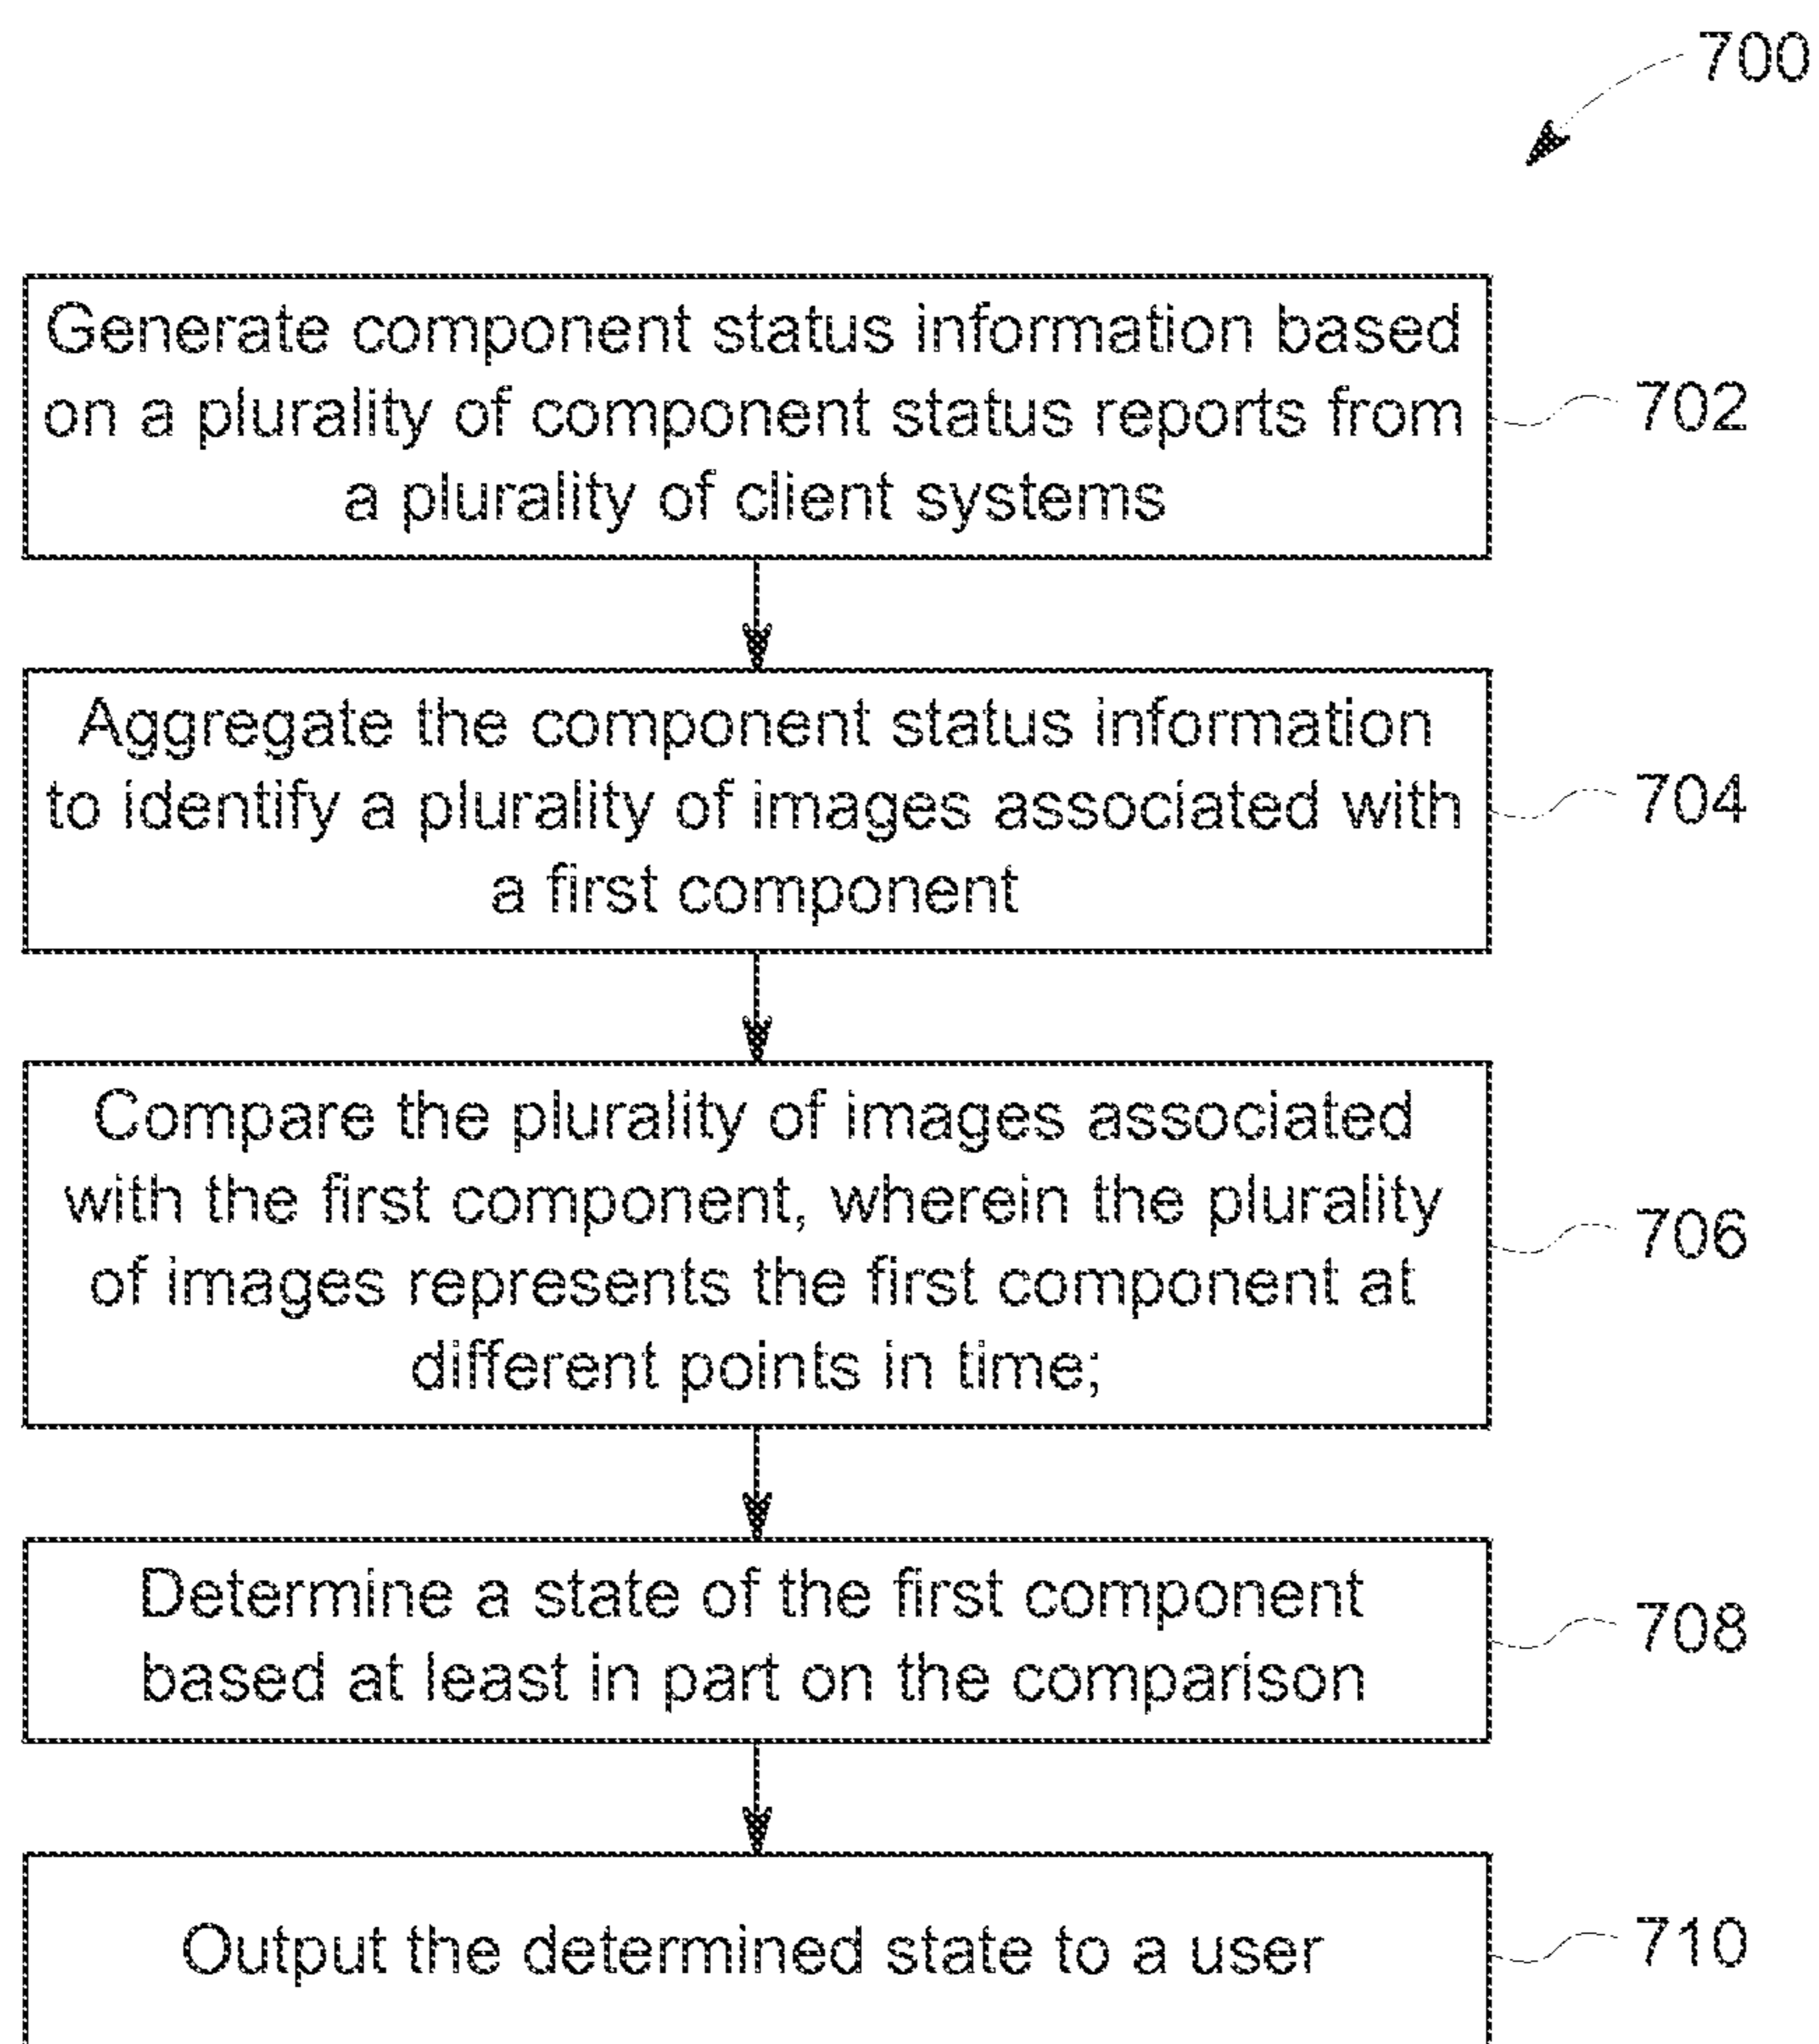 700
Generate component status information based
on a plurality of component status reports from
a plurality of client systems
702
Aggregate the component status information
to identify a plurality of images associated with
a first component
704
Compare the plurality of images associated
with the first component, wherein the plurality
of images represents the first component at
different points in time;
706
Determine a state of the first component
based at least in part on the comparison
708
Output the determined state to a user
710